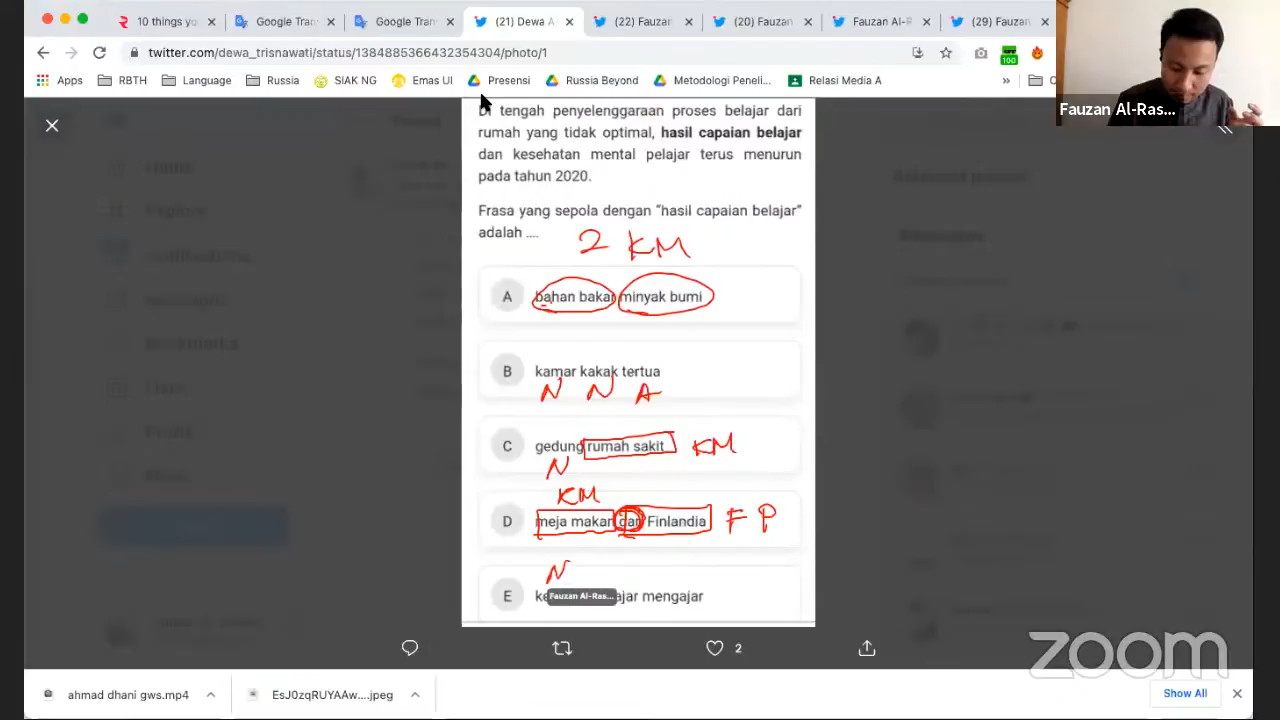 10 things y
Google Tran
Google Tran
(21) Dewa A
(22) Fauzan
(20) Fauzan
Fauzan Al-R
(29) Fauzan
twitter.com/dewa_trisnawati/status/1384885366432354304/photo/1
100
Apps
RBTH
Language
Russia
SIAK NG
Emas UI
Presensi
Russia Beyond
Metodologi Peneli...
Relasi Media A
»
Fauzan Al-Ras...
Di tengah penyelenggaraan proses belajar dari
rumah yang tidak optimal, hasil capaian belajar
dan kesehatan mental pelajar terus menurun
pada tahun 2020.
Frasa yang sepola dengan “hasil capaian belajar”
adalah ....
2 KM
A bahan bakar minyak bumi
B kamar kakak tertua
N N A
C gedung rumah sakit KM
N
KM
D meja makan dari Finlandia F P
N
E ajar mengajar
Fauzan Al-Ras...
2
zoom
ahmad dhani gws.mp4
EsJ0zqRUYAAw....jpeg
Show All